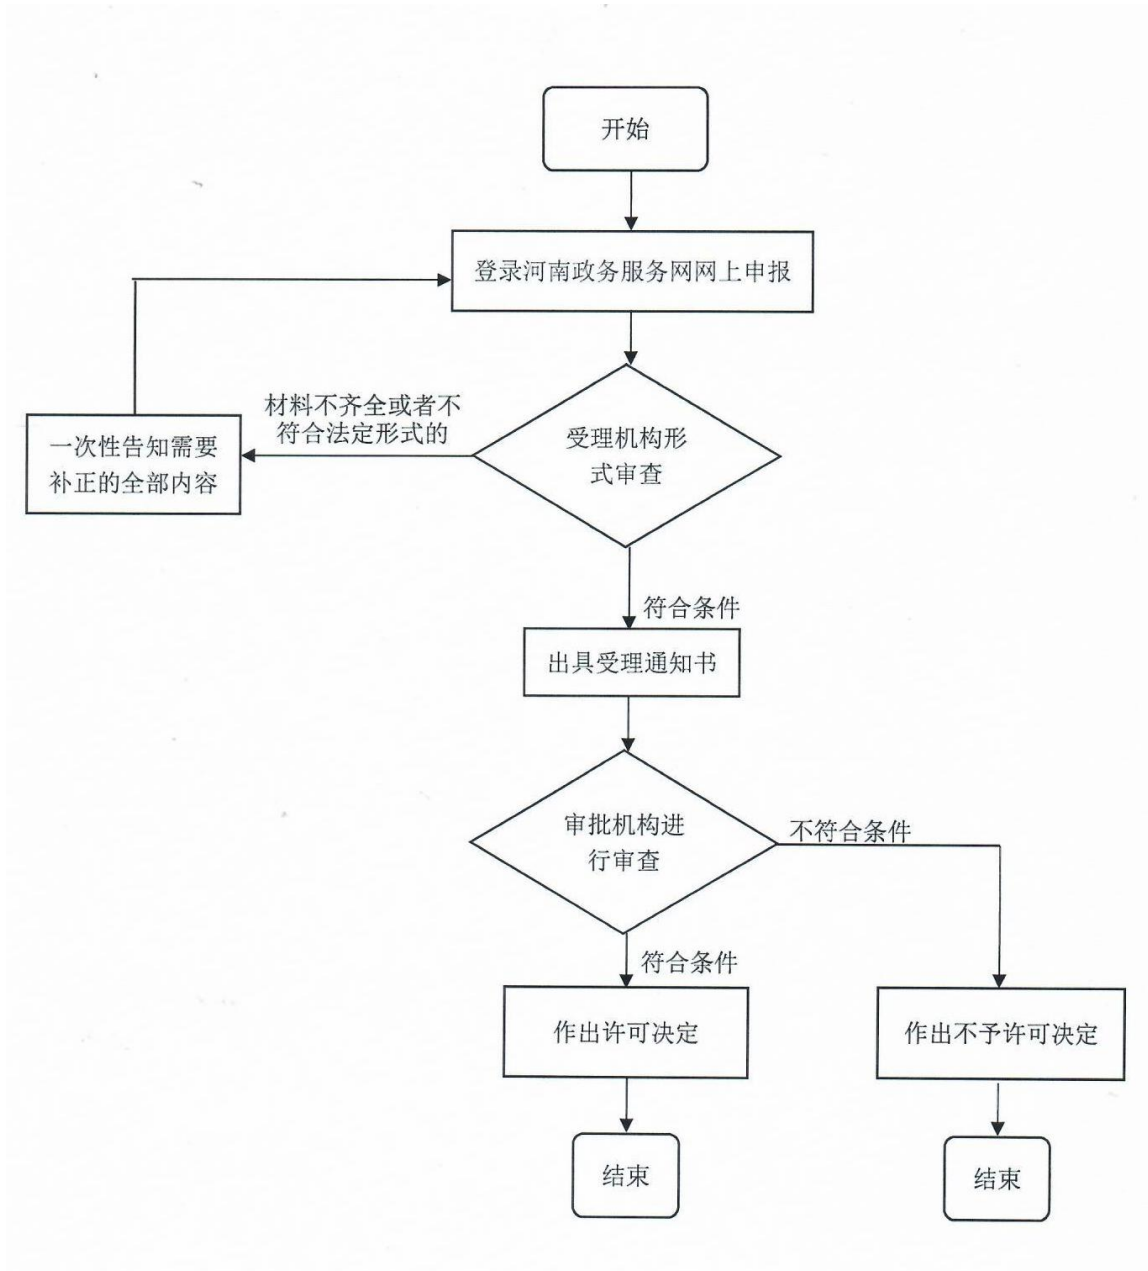 开始
登录河南政务服务网网上申报
材料不齐全或者不
符合法定形式的
一次性告知需要
补正的全部内容
受理机构形
式审查
符合条件
出具受理通知书
审批机构进
行审查
不符合条件
符合条件
作出许可决定
作出不予许可决定
结束
结束